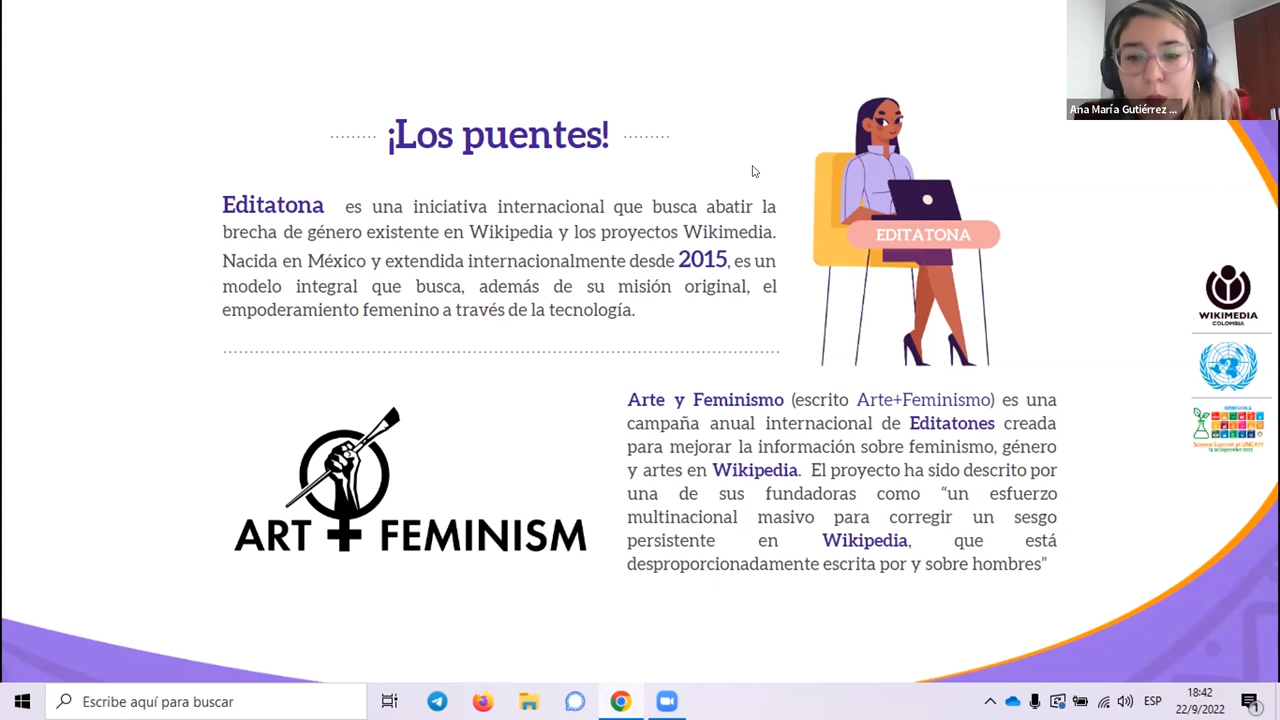 Ana María Gutiérrez ...
¡Los puentes!
Editatona es una iniciativa internacional que busca abatir la
brecha de género existente en Wikipedia y los proyectos Wikimedia.
Nacida en México y extendida internacionalmente desde 2015, es un
modelo integral que busca, además de su misión original, el
empoderamiento femenino a través de la tecnología.
EDITATONA
WIKIMEDIA
COLOMBIA
Science Summit at UNGA77
ART + FEMINISM
Arte y Feminismo (escrito Arte+Feminismo) es una
campaña anual internacional de Editatones creada
para mejorar la información sobre feminismo, género
y artes en Wikipedia. El proyecto ha sido descrito por
una de sus fundadoras como “un esfuerzo
multinacional masivo para corregir un sesgo
persistente en Wikipedia, que está
desproporcionadamente escrita por y sobre hombres”
Escribe aquí para buscar
ESP
18:42
22/9/2022
1